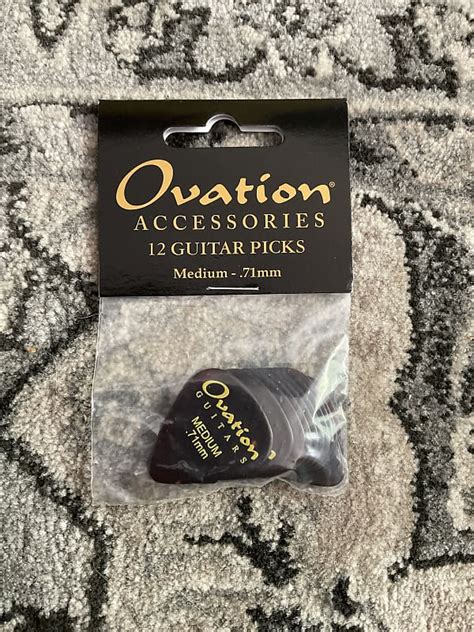 Ovation®
ACCESSORIES
12 GUITAR PICKS
Medium - .71mm
Ovation
GUITARS
MEDIUM
.71mm